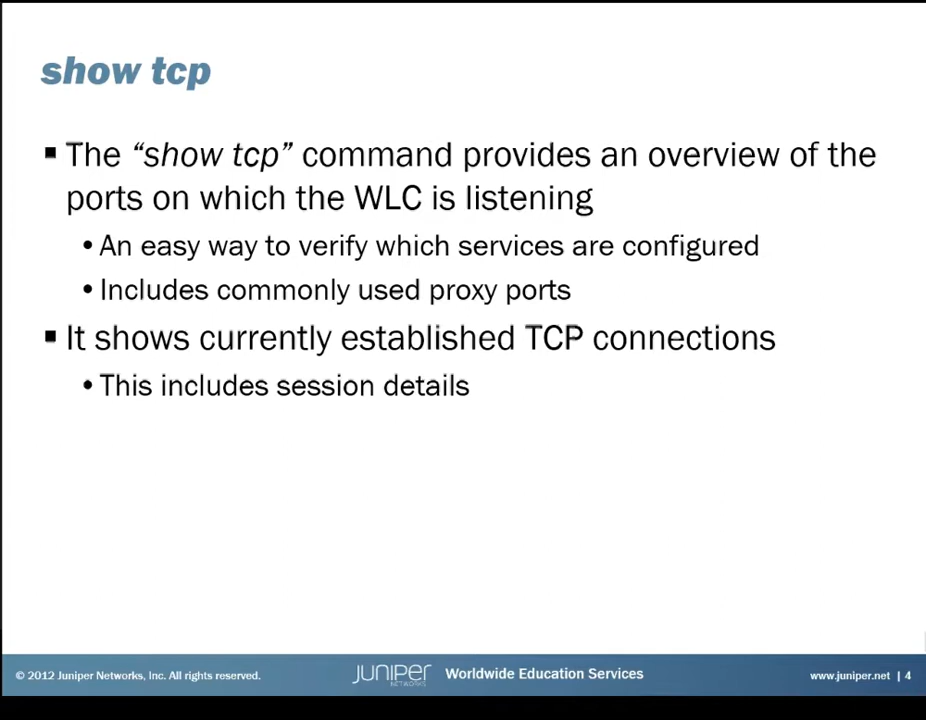 show tcp
▪ The “show tcp” command provides an overview of the
ports on which the WLC is listening
• An easy way to verify which services are configured
• Includes commonly used proxy ports
▪ It shows currently established TCP connections
• This includes session details
© 2012 Juniper Networks, Inc. All rights reserved.
JUNIPER
NETWORKS
Worldwide Education Services
www.juniper.net | 4